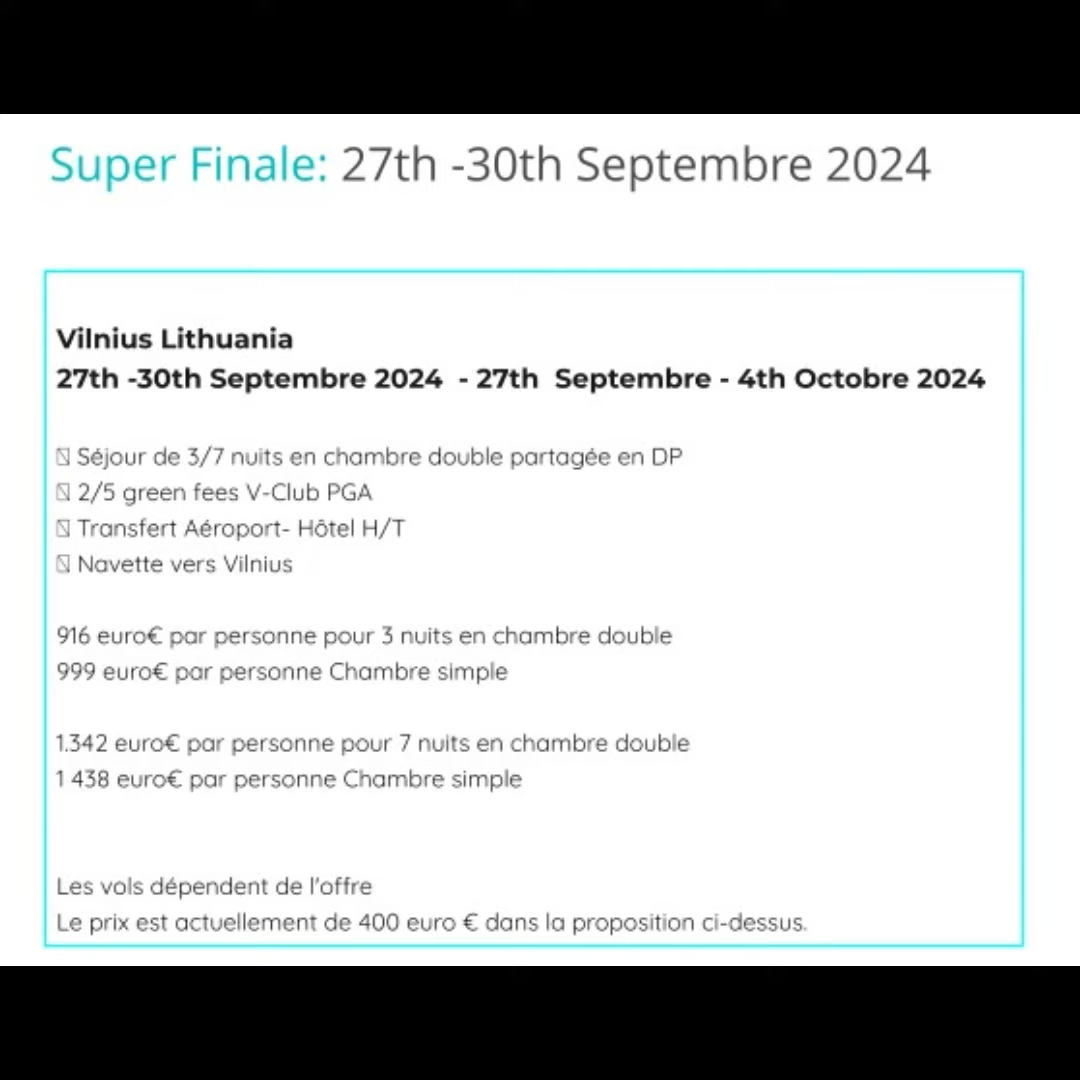 Super Finale: 27th -30th Septembre 2024
Vilnius Lithuania
27th -30th Septembre 2024 - 27th Septembre - 4th Octobre 2024
Séjour de 3/7 nuits en chambre double partagée en DP
2/5 green fees V-Club PGA
Transfert Aéroport- Hôtel H/T
Navette vers Vilnius
916 euro€ par personne pour 3 nuits en chambre double
999 euro€ par personne Chambre simple
1.342 euro€ par personne pour 7 nuits en chambre double
1 438 euro€ par personne Chambre simple
Les vols dépendent de l'offre
Le prix est actuellement de 400 euro € dans la proposition ci-dessus.